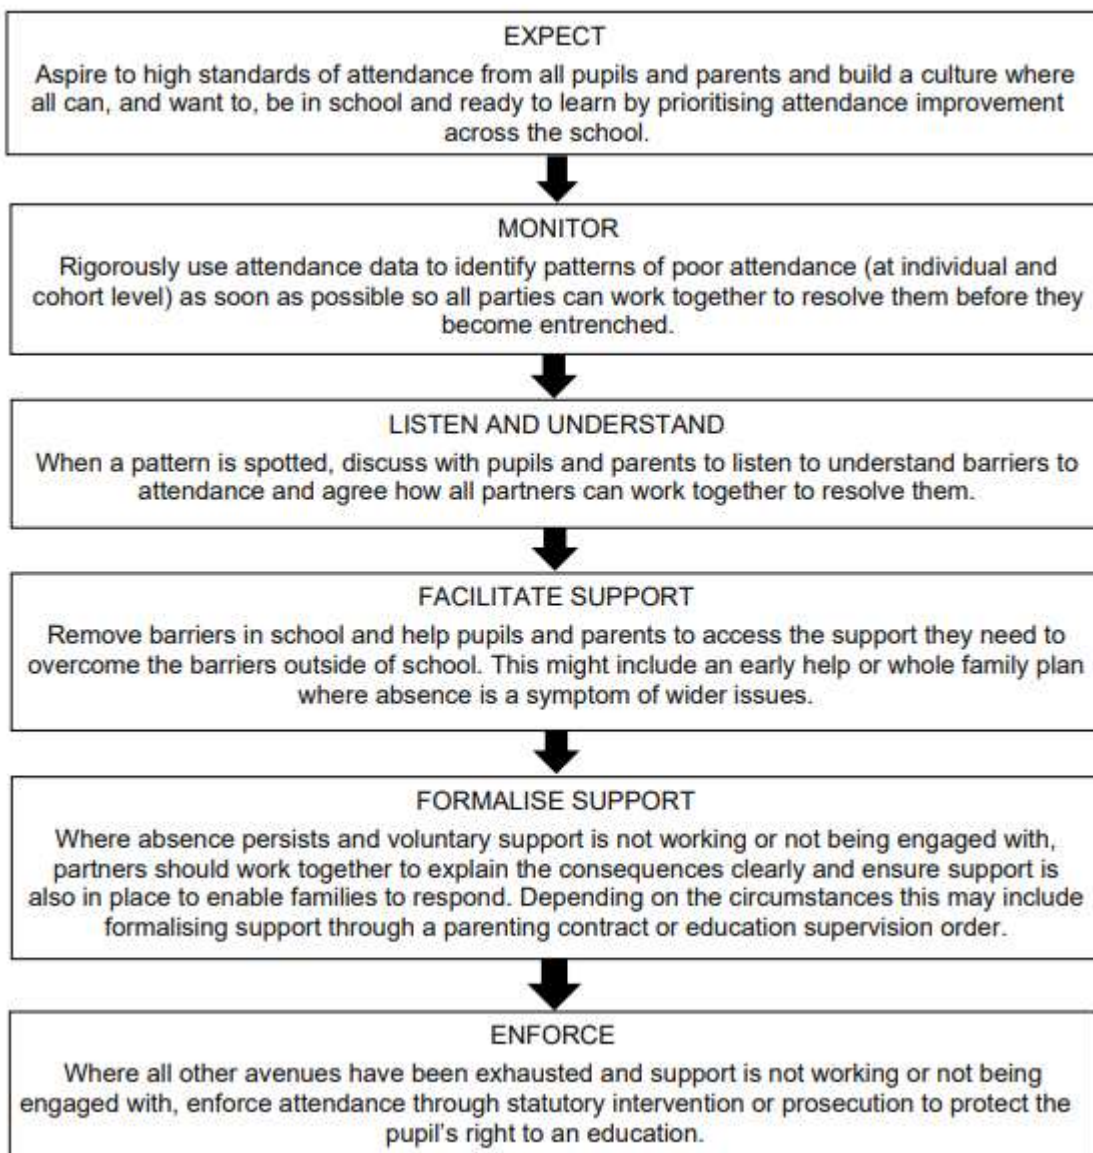 EXPECT
Aspire to high standards of attendance from all pupils and parents and build a culture where
all can, and want to, be in school and ready to learn by prioritising attendance improvement
across the school.
MONITOR
Rigorously use attendance data to identify patterns of poor attendance (at individual and
cohort level) as soon as possible so all parties can work together to resolve them before they
become entrenched.
LISTEN AND UNDERSTAND
When a pattern is spotted, discuss with pupils and parents to listen to understand barriers to
attendance and agree how all partners can work together to resolve them.
FACILITATE SUPPORT
Remove barriers in school and help pupils and parents to access the support they need to
overcome the barriers outside of school. This might include an early help or whole family plan
where absence is a symptom of wider issues.
FORMALISE SUPPORT
Where absence persists and voluntary support is not working or not being engaged with,
partners should work together to explain the consequences clearly and ensure support is
also in place to enable families to respond. Depending on the circumstances this may include
formalising support through a parenting contract or education supervision order.
ENFORCE
Where all other avenues have been exhausted and support is not working or not being
engaged with, enforce attendance through statutory intervention or prosecution to protect the
pupil's right to an education.